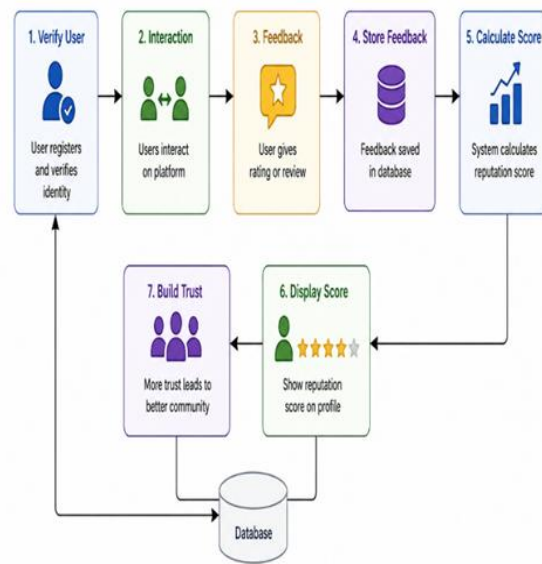 1. Verify User
User registers
and verifies
identity
2. Interaction
Users interact
on platform
3. Feedback
User gives
rating or review
4. Store Feedback
Feedback saved
in database
5. Calculate Score
System calculates
reputation score
7. Build Trust
More trust leads to
better community
6. Display Score
Show reputation
score on profile
Database